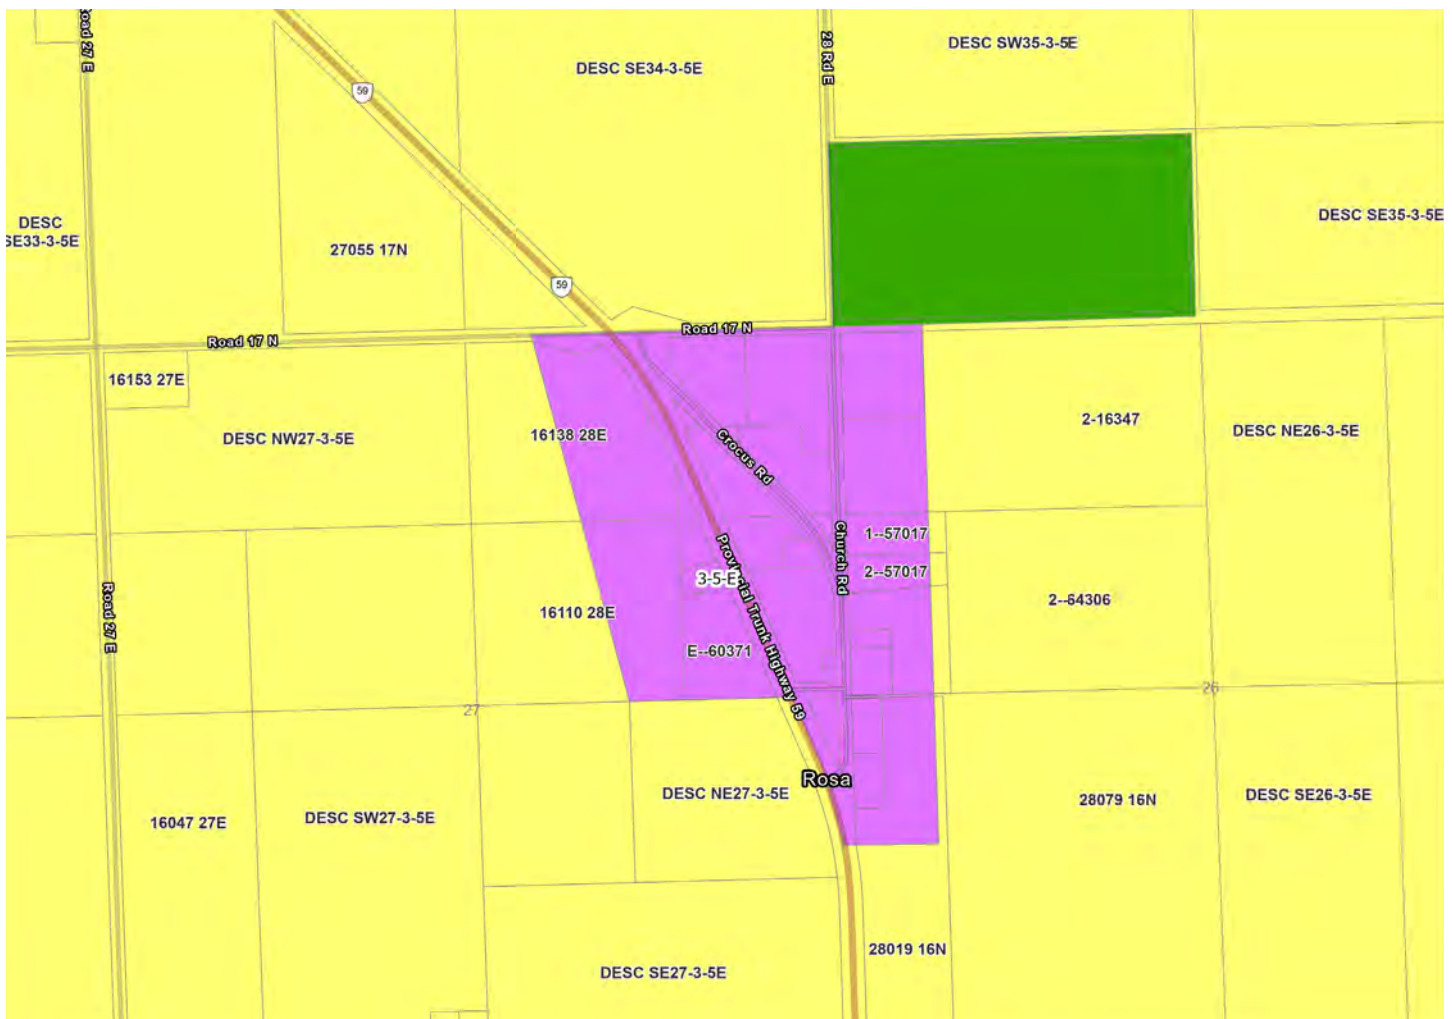 Road 27 E
28 Rd E
DESC SW35-3-5E
DESC SE34-3-5E
59
DESC
SE33-3-5E
27055 17N
DESC SE35-3-5E
59
Road 17 N
Road 17 N
16153 27E
DESC NW27-3-5E
16138 28E
Crocus Rd
2-16347
DESC NE26-3-5E
1--57017
Church Rd
2--57017
3-5-E
Provincial Trunk Highway 59
Road 27 E
16110 28E
2--64306
E--60371
26
27
Rosa
DESC NE27-3-5E
28079 16N
DESC SE26-3-5E
16047 27E
DESC SW27-3-5E
28019 16N
DESC SE27-3-5E